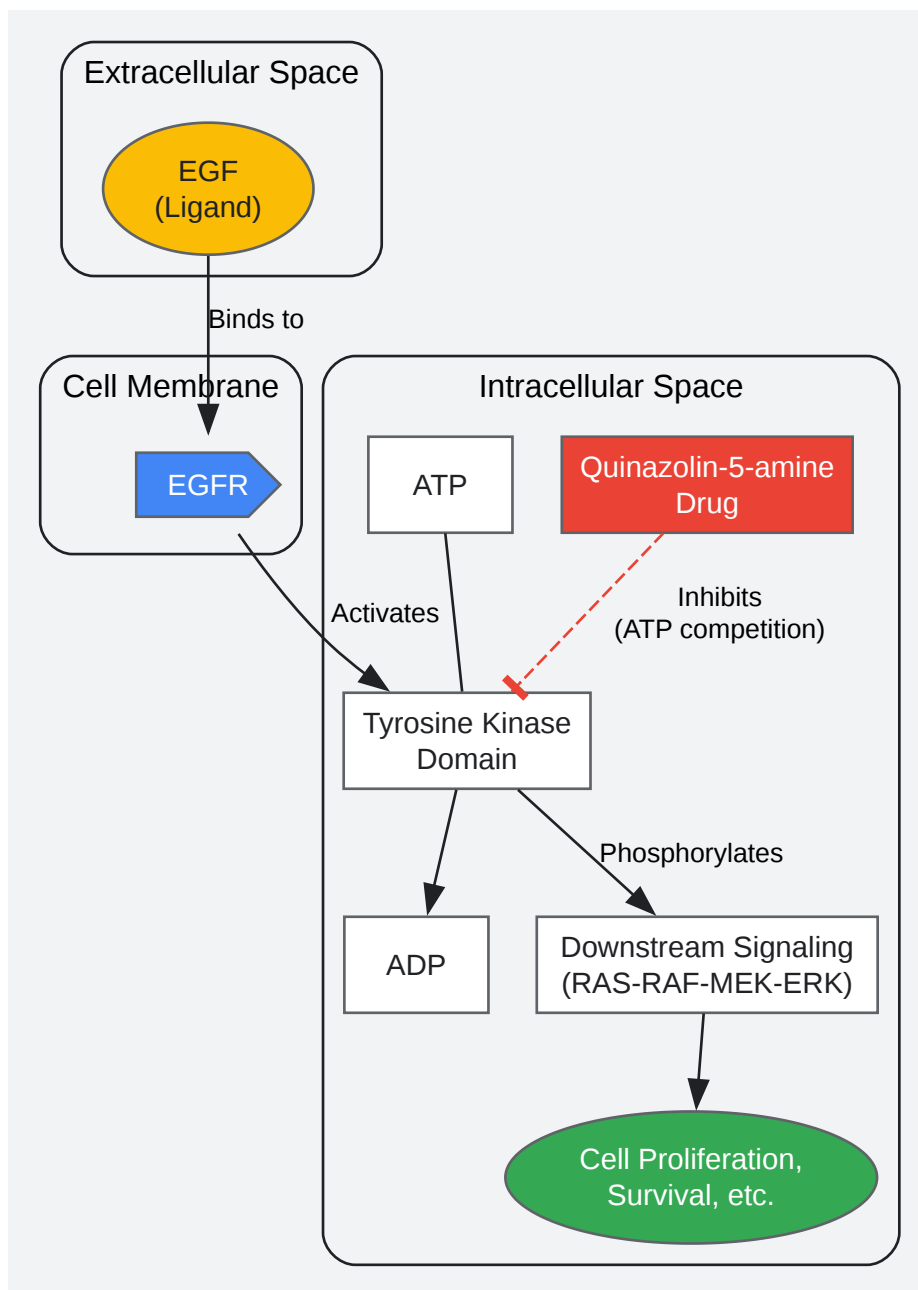 Extracellular Space
EGF
(Ligand)
Binds to
Cell Membrane
EGFR
Intracellular Space
ATP
Quinazolin-5-amine
Drug
Inhibits
(ATP competition)
Activates
Tyrosine Kinase
Domain
Phosphorylates
ADP
Downstream Signaling
(RAS-RAF-MEK-ERK)
Cell Proliferation,
Survival, etc.